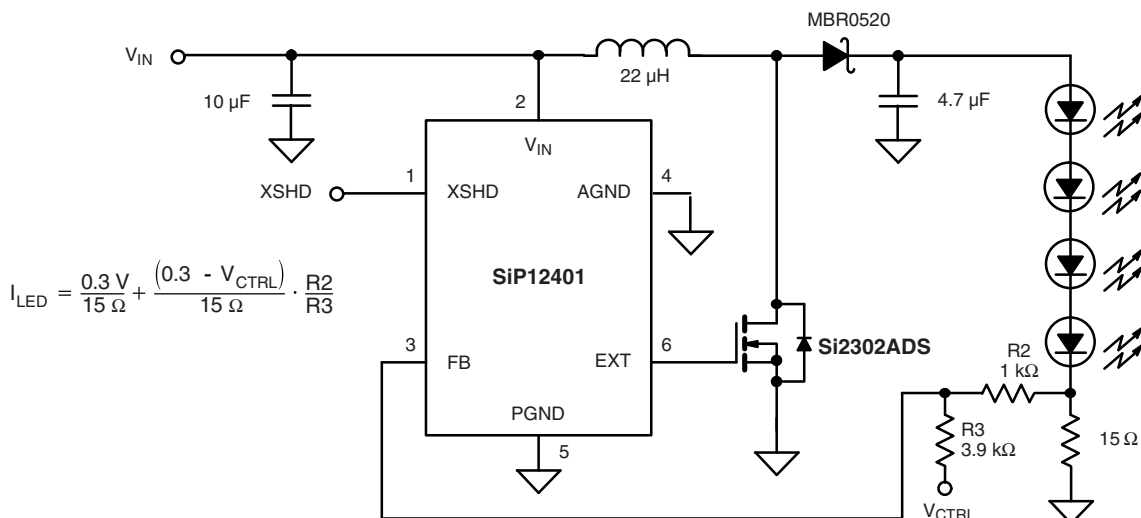 MBR0520
V_IN
22 µH
10 µF
2
4.7 µF
V_IN
1
4
XSHD
XSHD
AGND
SiP12401
I_LED = 0.3 V / 15 Ω + (0.3 - V_CTRL) / 15 Ω · R2 / R3
3
6
FB
EXT
Si2302ADS
R2
1 kΩ
PGND
5
R3
3.9 kΩ
15 Ω
V_CTRL